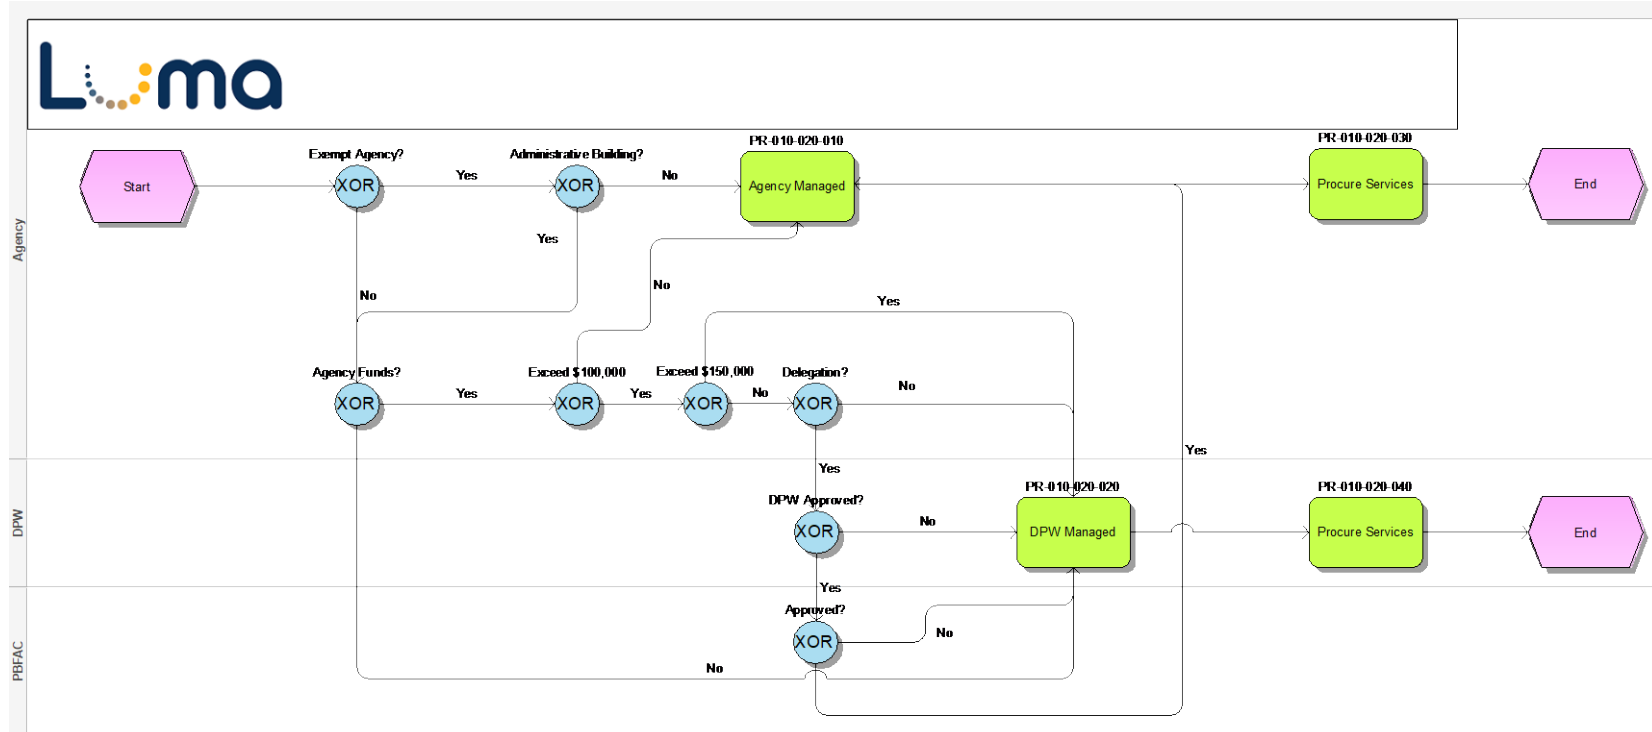 Luma
PR-010-020-010
PR-010-020-030
Exempt Agency?
Administrative Building?
Start
XOR
Yes
XOR
No
Agency Managed
Procure Services
End
Agency
Yes
No
No
Yes
Agency Funds?
Exceed $100,000
Exceed $150,000
Delegation?
XOR
Yes
XOR
Yes
XOR
No
XOR
No
Yes
Yes
PR-010-020-020
PR-010-020-040
DPW Approved?
DPW
XOR
No
DPW Managed
Procure Services
End
Yes
Approved?
PBFAC
XOR
No
No